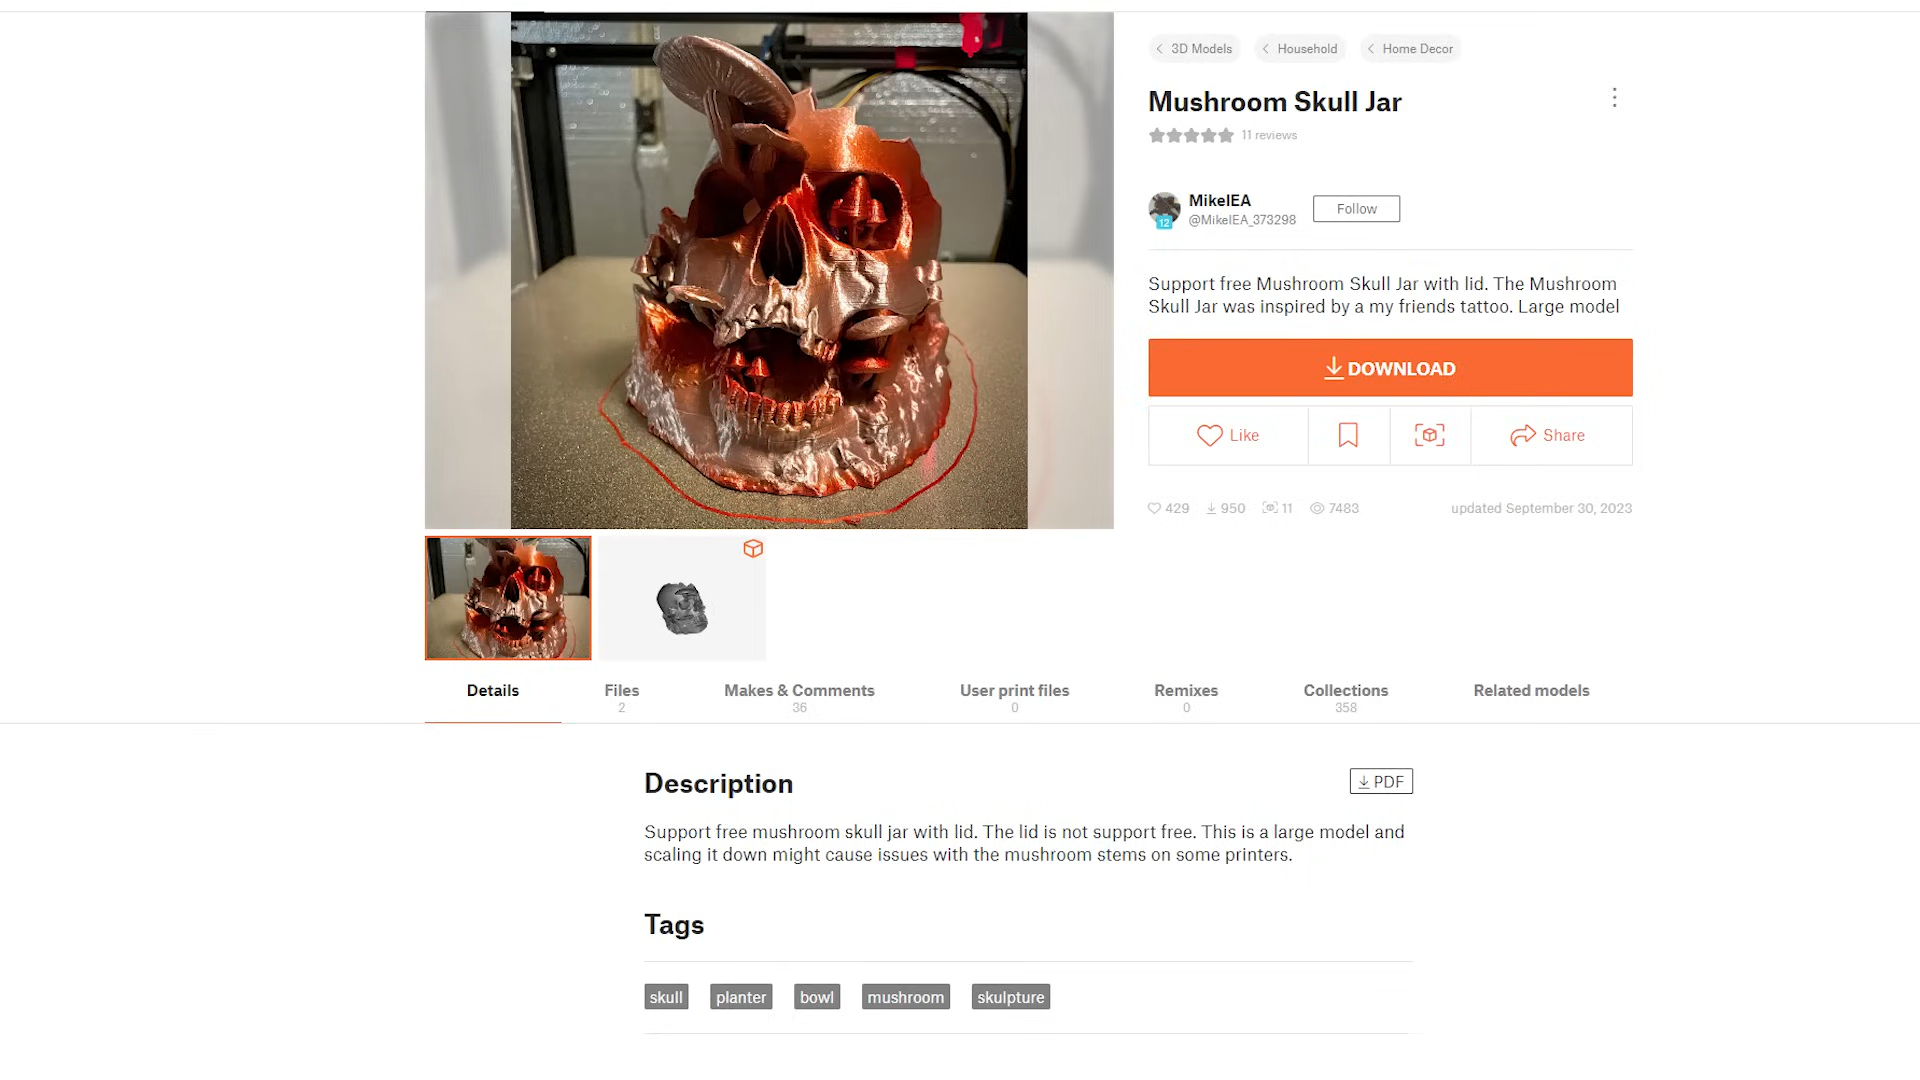 3D Models
Household
Home Decor
Mushroom Skull Jar
11 reviews
12
MikeIEA
@MikeIEA_373298
Follow
Support free Mushroom Skull Jar with lid. The Mushroom
Skull Jar was inspired by a my friends tattoo. Large model
DOWNLOAD
Like
Share
429
950
11
7483
updated September 30, 2023
Details
Files
2
Makes & Comments
36
User print files
0
Remixes
0
Collections
358
Related models
Description
PDF
Support free mushroom skull jar with lid. The lid is not support free. This is a large model and
scaling it down might cause issues with the mushroom stems on some printers.
Tags
skull
planter
bowl
mushroom
skulpture